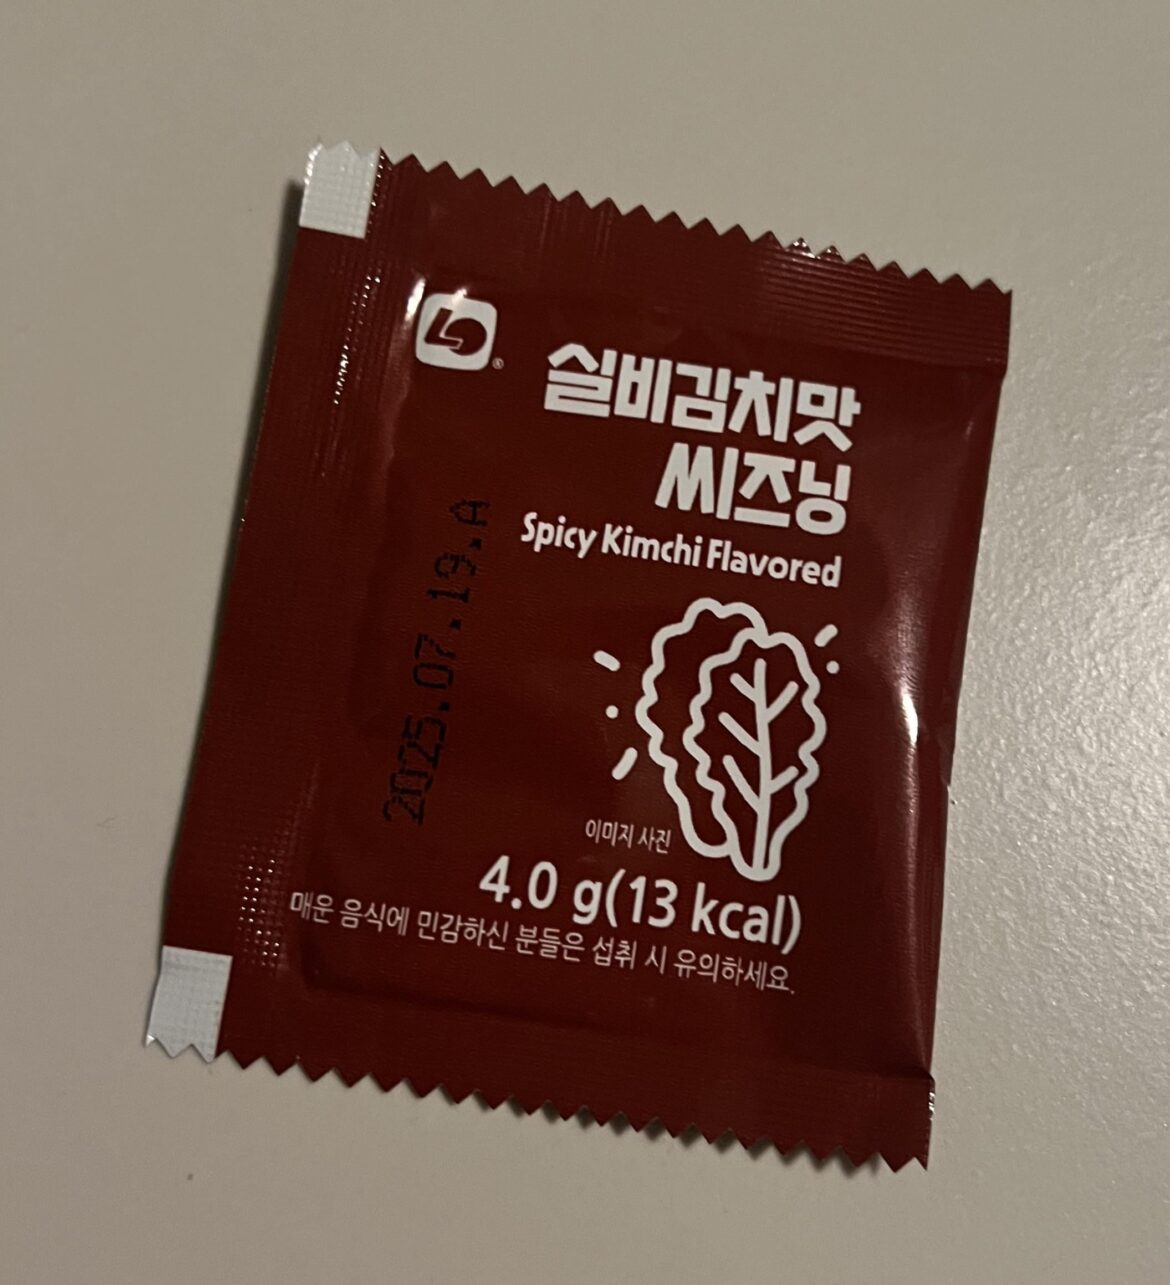 LO
®
실비김치맛
씨즈닝
Spicy Kimchi Flavored
2025.07.19.A
이미지 사진
4.0 g(13 kcal)
매운 음식에 민감하신 분들은 섭취 시 유의하세요.